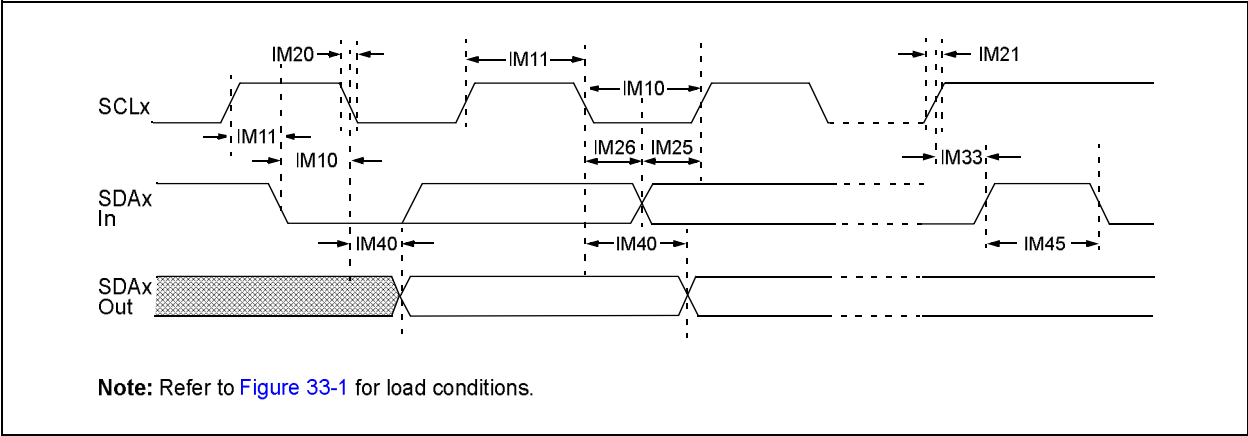 IM20
IM11
IM21
IM10
SCLx
IM11
IM26
IM25
IM10
IM33
SDAx
In
IM40
IM40
IM45
SDAx
Out
Note: Refer to Figure 33-1 for load conditions.